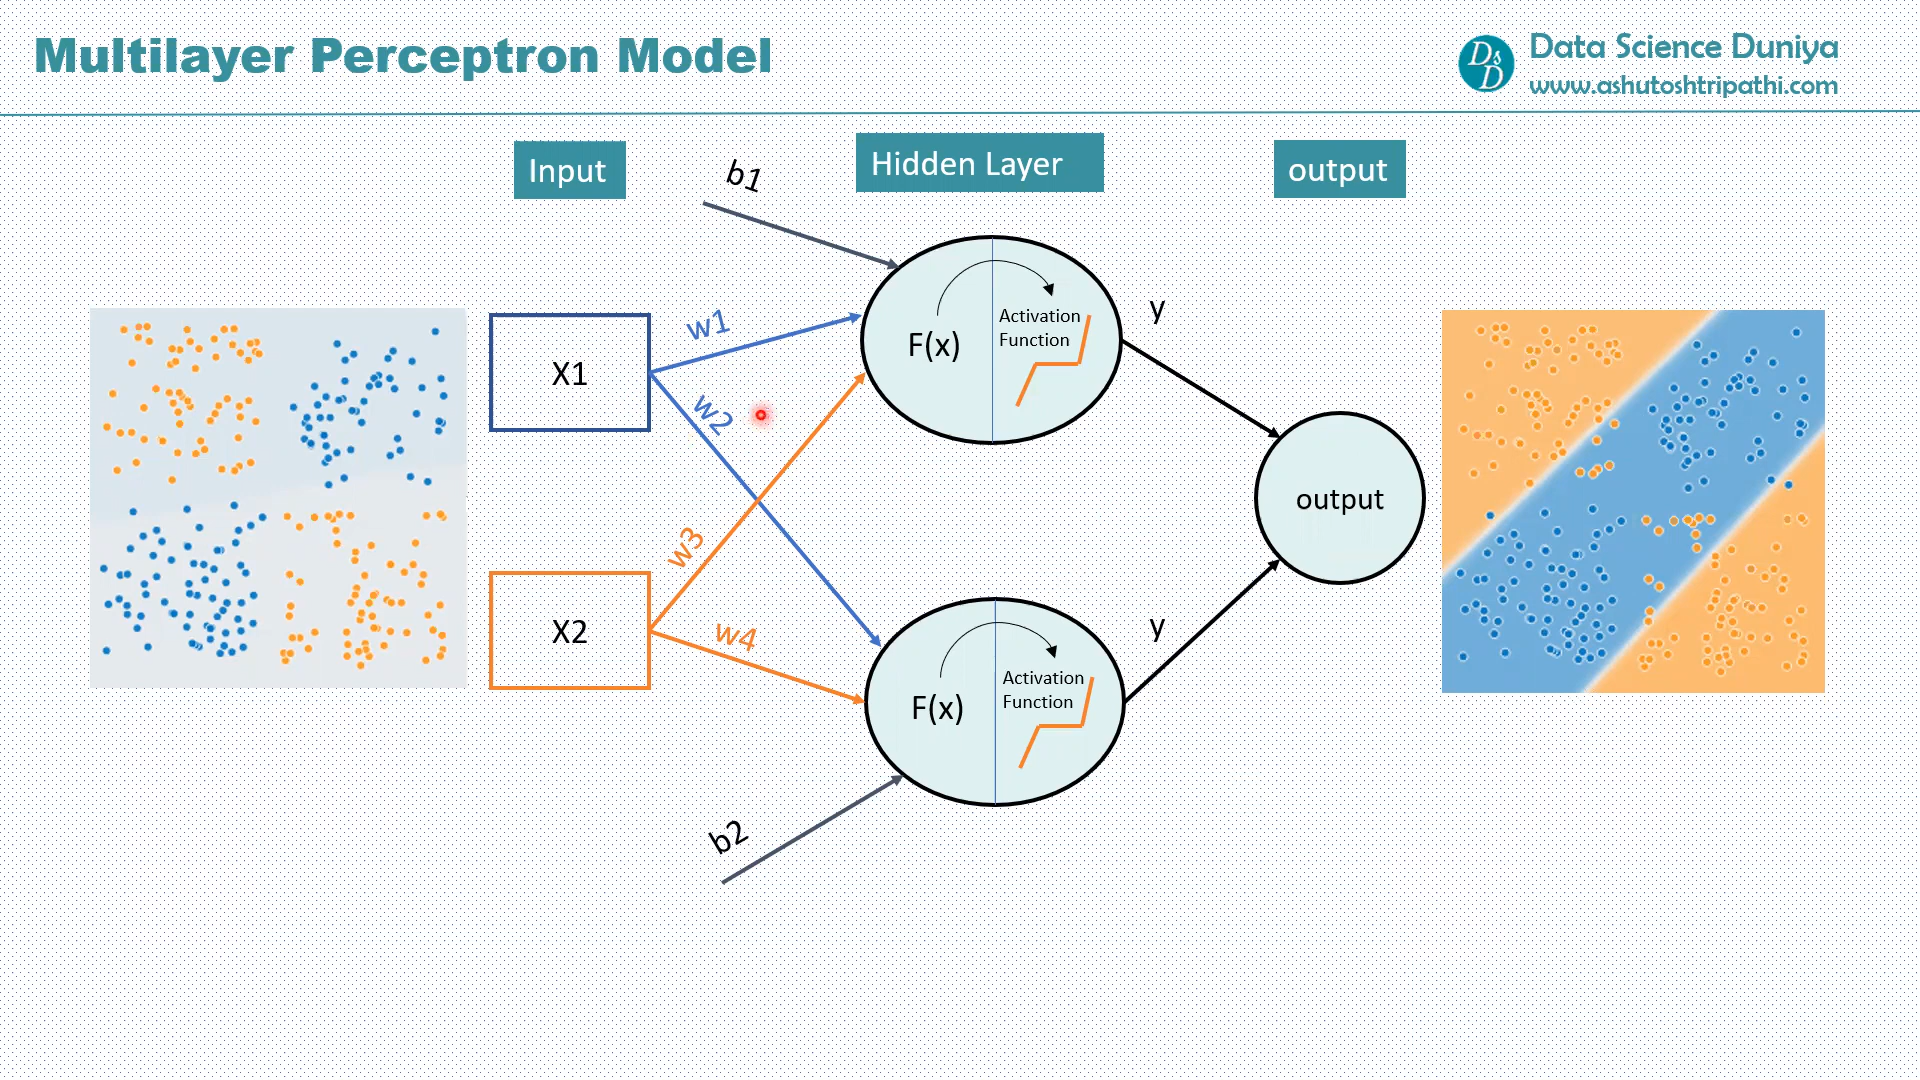 Multilayer Perceptron Model
DsD
Data Science Duniya
www.ashutoshtripathi.com
Input
b1
Hidden Layer
output
X1
w1
w2
F(x)
Activation
Function
y
output
X2
w3
w4
F(x)
Activation
Function
y
b2